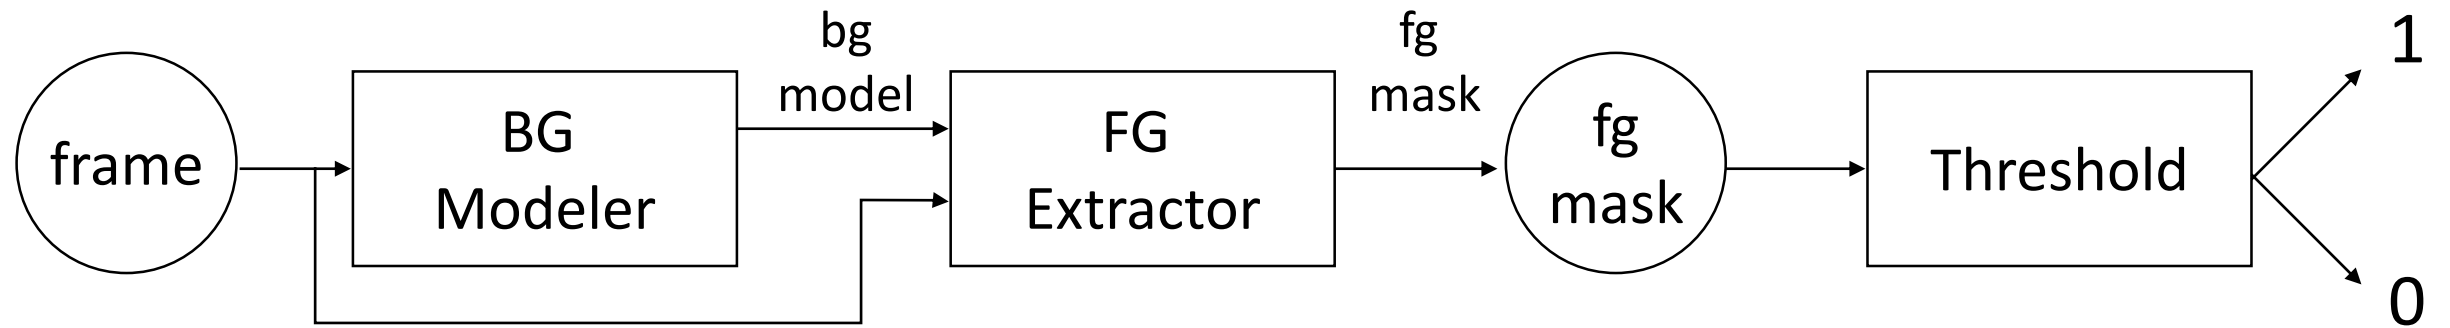 frame
BG
Modeler
bg
model
FG
Extractor
fg
mask
fg
mask
Threshold
1
0